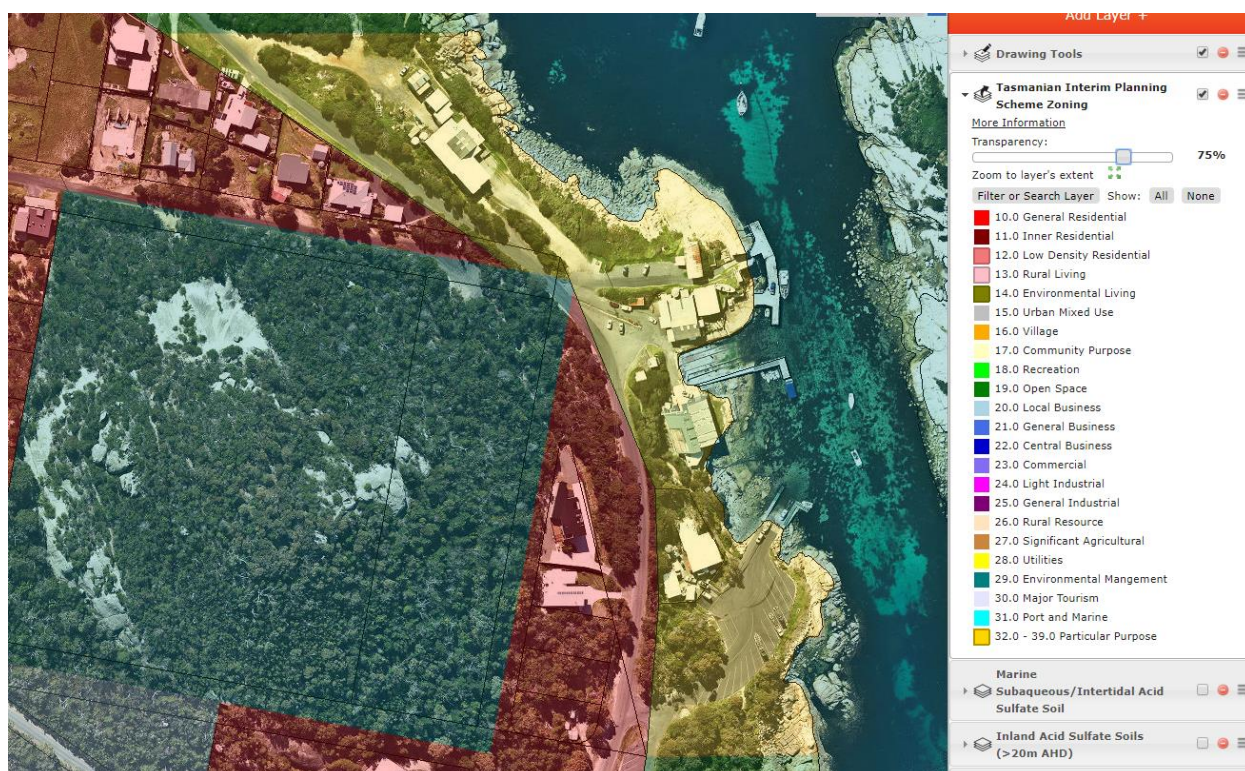 Add Layer +
Drawing Tools
Tasmanian Interim Planning
Scheme Zoning
More Information
Transparency:
75%
Zoom to layer's extent
Filter or Search Layer Show: All None
10.0 General Residential
11.0 Inner Residential
12.0 Low Density Residential
13.0 Rural Living
14.0 Environmental Living
15.0 Urban Mixed Use
16.0 Village
17.0 Community Purpose
18.0 Recreation
19.0 Open Space
20.0 Local Business
21.0 General Business
22.0 Central Business
23.0 Commercial
24.0 Light Industrial
25.0 General Industrial
26.0 Rural Resource
27.0 Significant Agricultural
28.0 Utilities
29.0 Environmental Mangement
30.0 Major Tourism
31.0 Port and Marine
32.0 - 39.0 Particular Purpose
Marine
Subaqueous/Intertidal Acid
Sulfate Soil
Inland Acid Sulfate Soils
(>20m AHD)